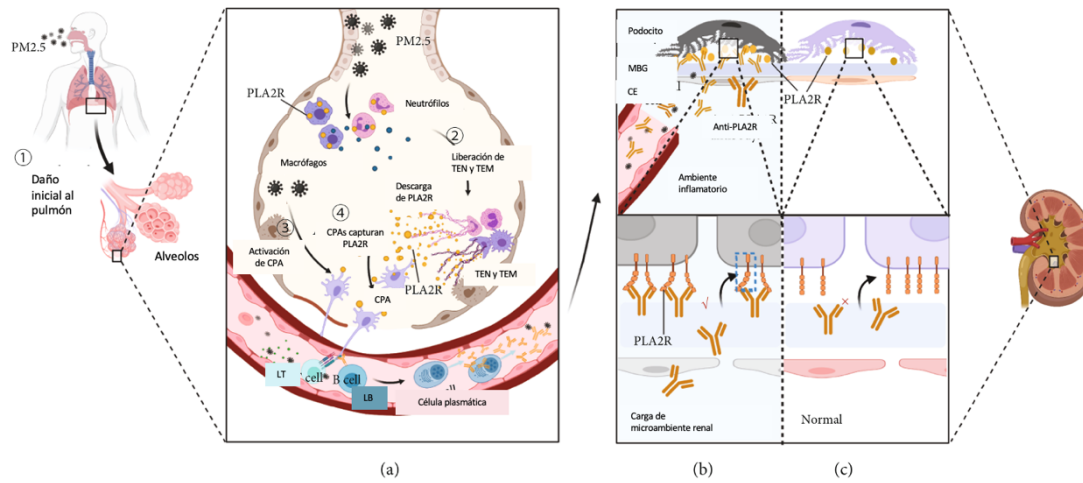 PM2.5
①
Daño
inicial al
pulmón
Alveolos
PM2.5
PLA2R
Neutrófilos
Macrófagos
②
Liberación de
TEN y TEM
Descarga
de PLA2R
③
Activación
de CPA
④
CPAs capturan
PLA2R
CPA
PLA2R
TEN y TEM
LT
cell
B cell
LB
Célula plasmática
(a)
Podocito
MBG
CE
PLA2R
Anti-PLA2R
Ambiente
inflamatorio
√
×
PLA2R
Carga de
microambiente renal
Normal
(b)
(c)